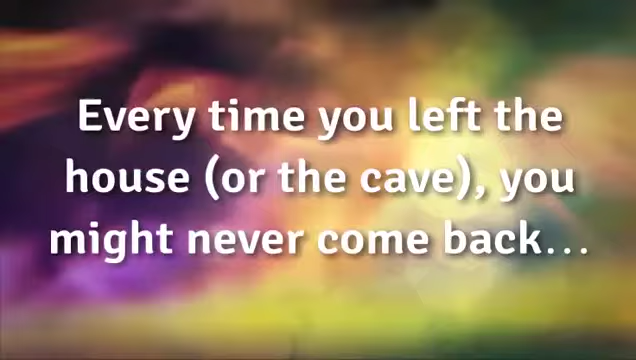 Every time you left the
house (or the cave), you
might never come back…